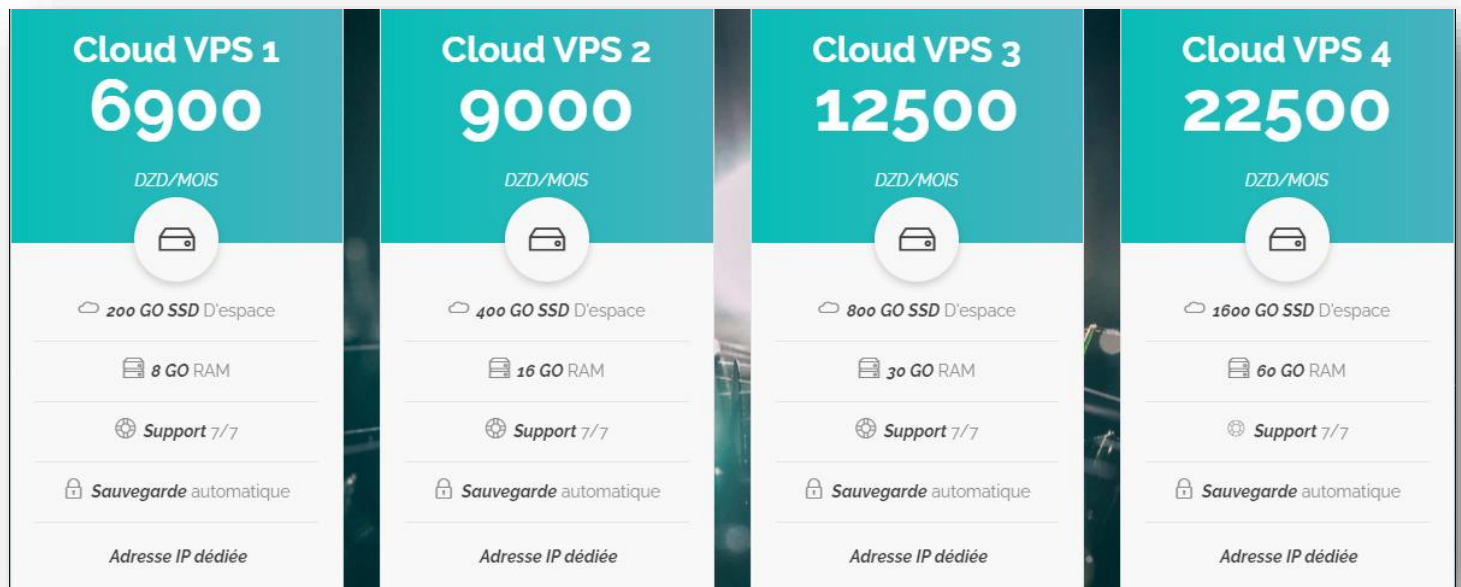 Cloud VPS 1
6900
DZD/MOIS
200 GO SSD D'espace
8 GO RAM
Support 7/7
Sauvegarde automatique
Adresse IP dédiée
Cloud VPS 2
9000
DZD/MOIS
400 GO SSD D'espace
16 GO RAM
Support 7/7
Sauvegarde automatique
Adresse IP dédiée
Cloud VPS 3
12500
DZD/MOIS
800 GO SSD D'espace
30 GO RAM
Support 7/7
Sauvegarde automatique
Adresse IP dédiée
Cloud VPS 4
22500
DZD/MOIS
1600 GO SSD D'espace
60 GO RAM
Support 7/7
Sauvegarde automatique
Adresse IP dédiée